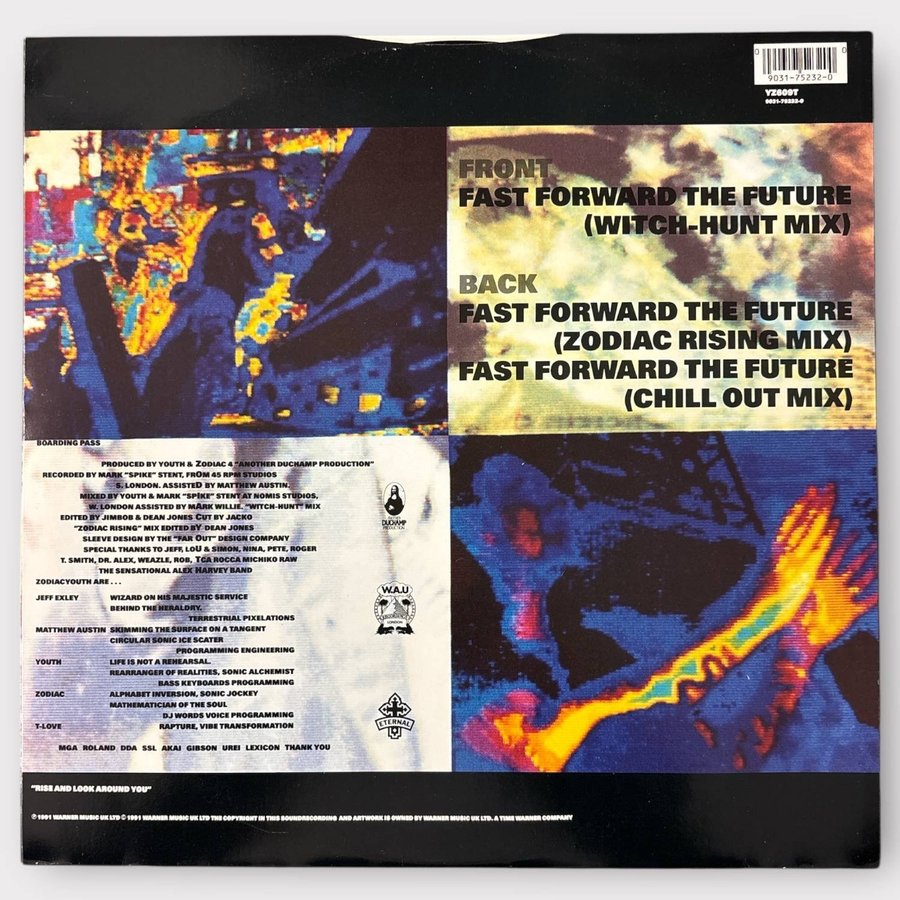 0 0
9031-75232-0
YZ609T
9031-75232-0
FRONT
FAST FORWARD THE FUTURE
(WITCH-HUNT MIX)
BACK
FAST FORWARD THE FUTURE
(ZODIAC RISING MIX)
FAST FORWARD THE FUTURE
(CHILL OUT MIX)
BOARDING PASS
PRODUCED BY YOUTH & ZODIAC 4 "ANOTHER DUCHAMP PRODUCTION"
RECORDED BY MARK "SPIKE" STENT, FROM 45 RPM STUDIOS
S. LONDON. ASSISTED BY MATTHEW AUSTIN.
MIXED BY YOUTH & MARK "SPIKE" STENT AT NOMIS STUDIOS,
W. LONDON ASSISTED BY MARK WILLIE. "WITCH-HUNT" MIX
EDITED BY JIMBOB & DEAN JONES CUT BY JACKO
"ZODIAC RISING" MIX EDITED BY DEAN JONES
SLEEVE DESIGN BY THE "FAR OUT" DESIGN COMPANY
SPECIAL THANKS TO JEFF, LOU & SIMON, NINA, PETE, ROGER
T. SMITH, DR. ALEX, WEAZLE, ROB, TCA ROCCA MICHIKO RAW
THE SENSATIONAL ALEX HARVEY BAND
ZODIACYOUTH ARE . . .
JEFF EXLEY WIZARD ON HIS MAJESTIC SERVICE
BEHIND THE HERALDRY.
TERRESTRIAL PIXELATIONS
MATTHEW AUSTIN SKIMMING THE SURFACE ON A TANGENT
CIRCULAR SONIC ICE SCATER
PROGRAMMING ENGINEERING
YOUTH LIFE IS NOT A REHEARSAL.
REARRANGER OF REALITIES, SONIC ALCHEMIST
BASS KEYBOARDS PROGRAMMING
ZODIAC ALPHABET INVERSION, SONIC JOCKEY
MATHEMATICIAN OF THE SOUL
DJ WORDS VOICE PROGRAMMING
T-LOVE RAPTURE, VIBE TRANSFORMATION
MGA ROLAND DDA SSL AKAI GIBSON UREI LEXICON THANK YOU
DUCHAMP
PRODUCTION
W.A.U
LONDON
ETERNAL
"RISE AND LOOK AROUND YOU"
℗ 1991 WARNER MUSIC UK LTD © 1991 WARNER MUSIC UK LTD THE COPYRIGHT IN THIS SOUNDRECORDING AND ARTWORK IS OWNED BY WARNER MUSIC UK LTD. A TIME WARNER COMPANY